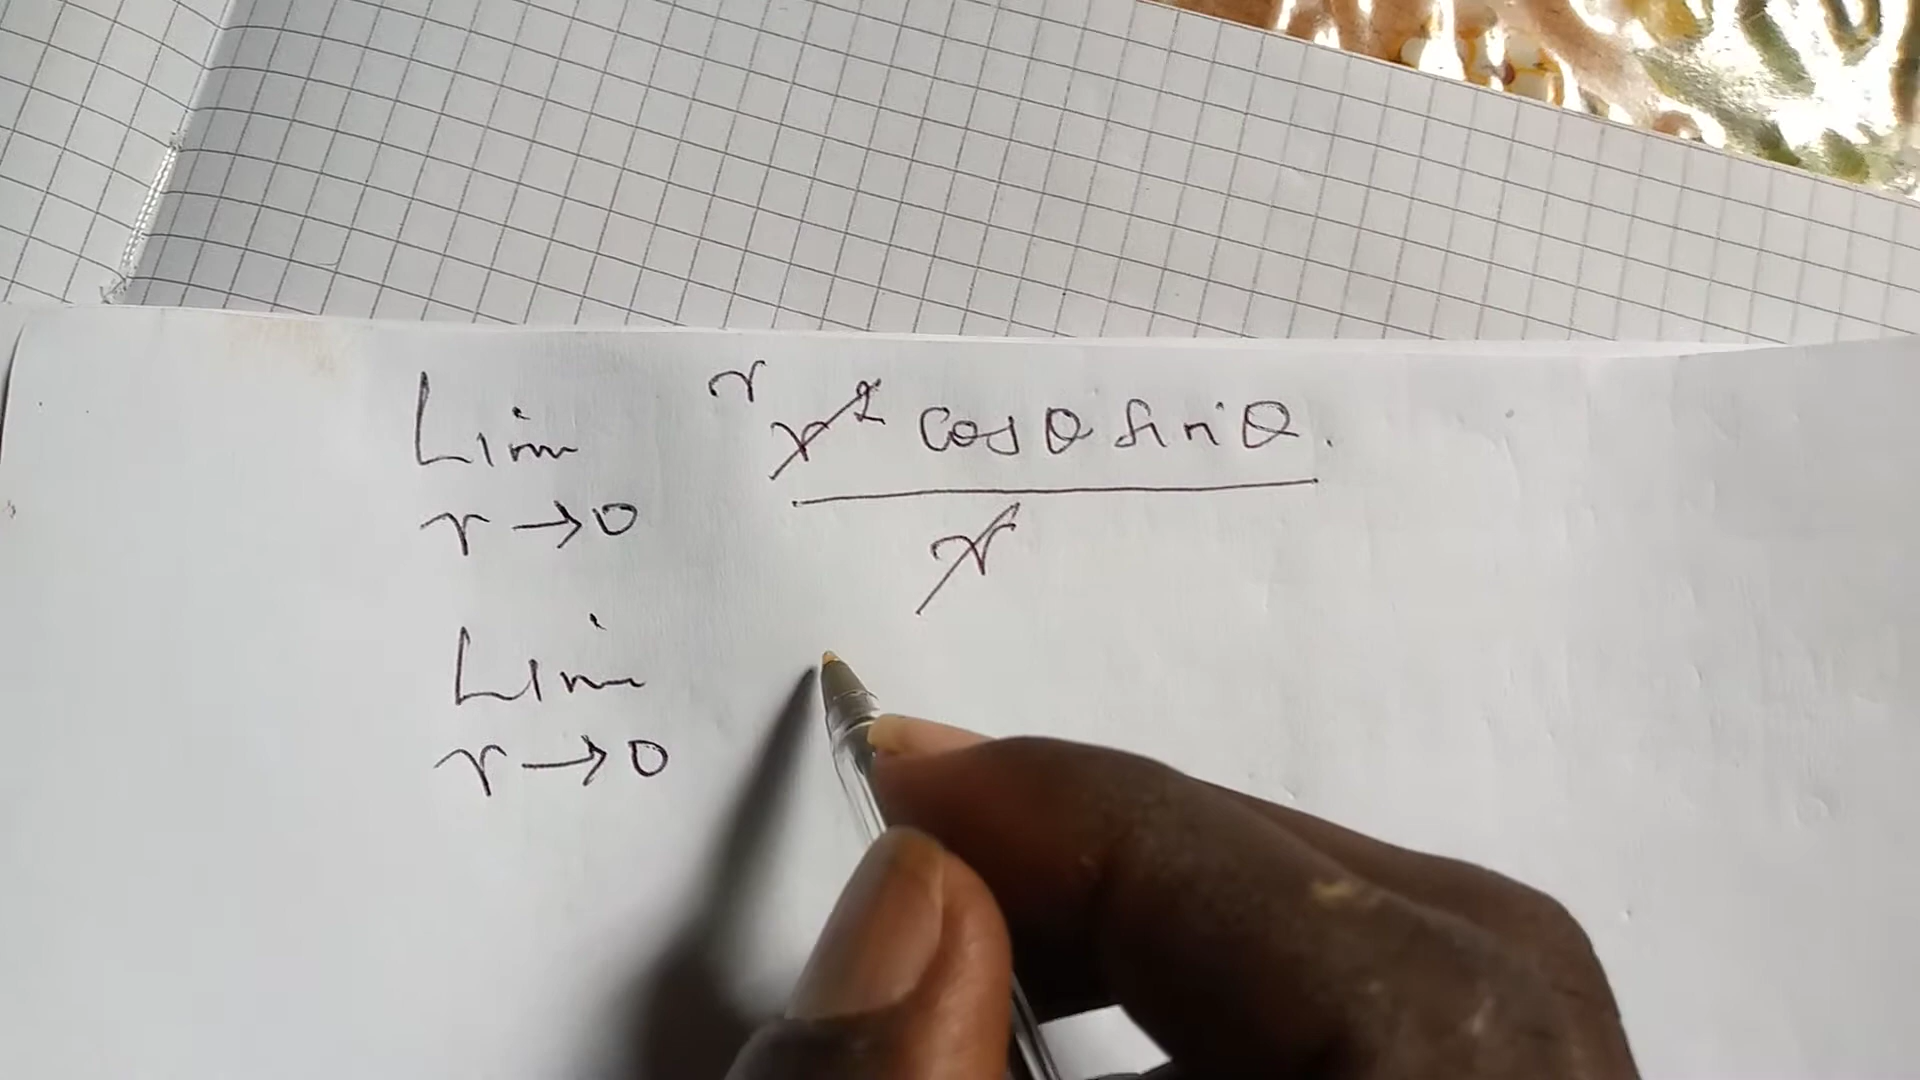 Lim r r² cosθ sinθ.
r→0 r
Lim
r→0